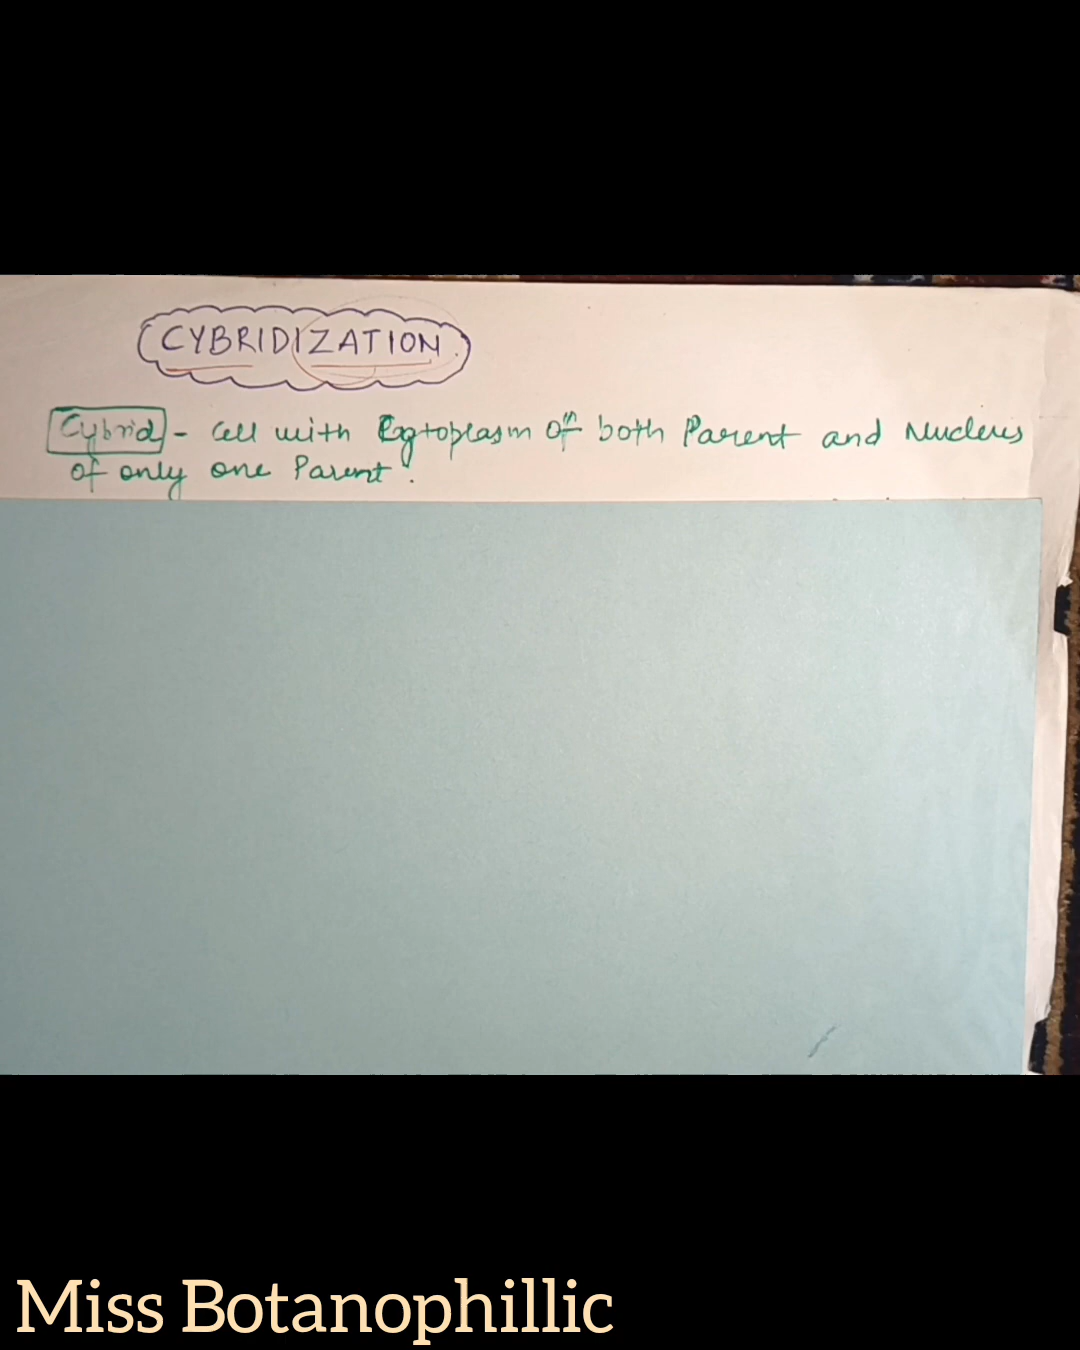 CYBRIDIZATION
Cybrid - Cell with Cytoplasm of both Parent and Nucleus
of only one Parent.
Miss Botanophillic